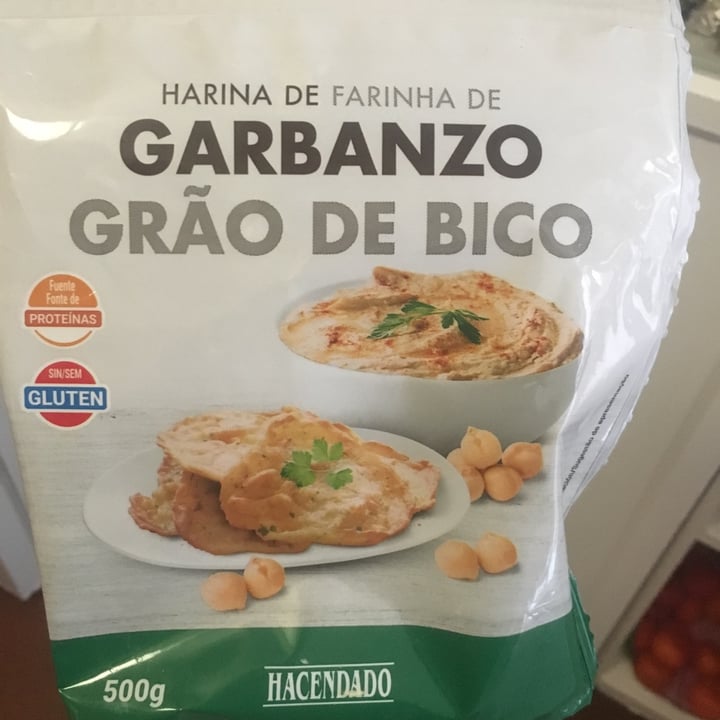 HARINA DE FARINHA DE
GARBANZO
GRÃO DE BICO
Fuente
Fonte de
PROTEÍNAS
SIN/SEM
GLUTEN
500g
HACENDADO